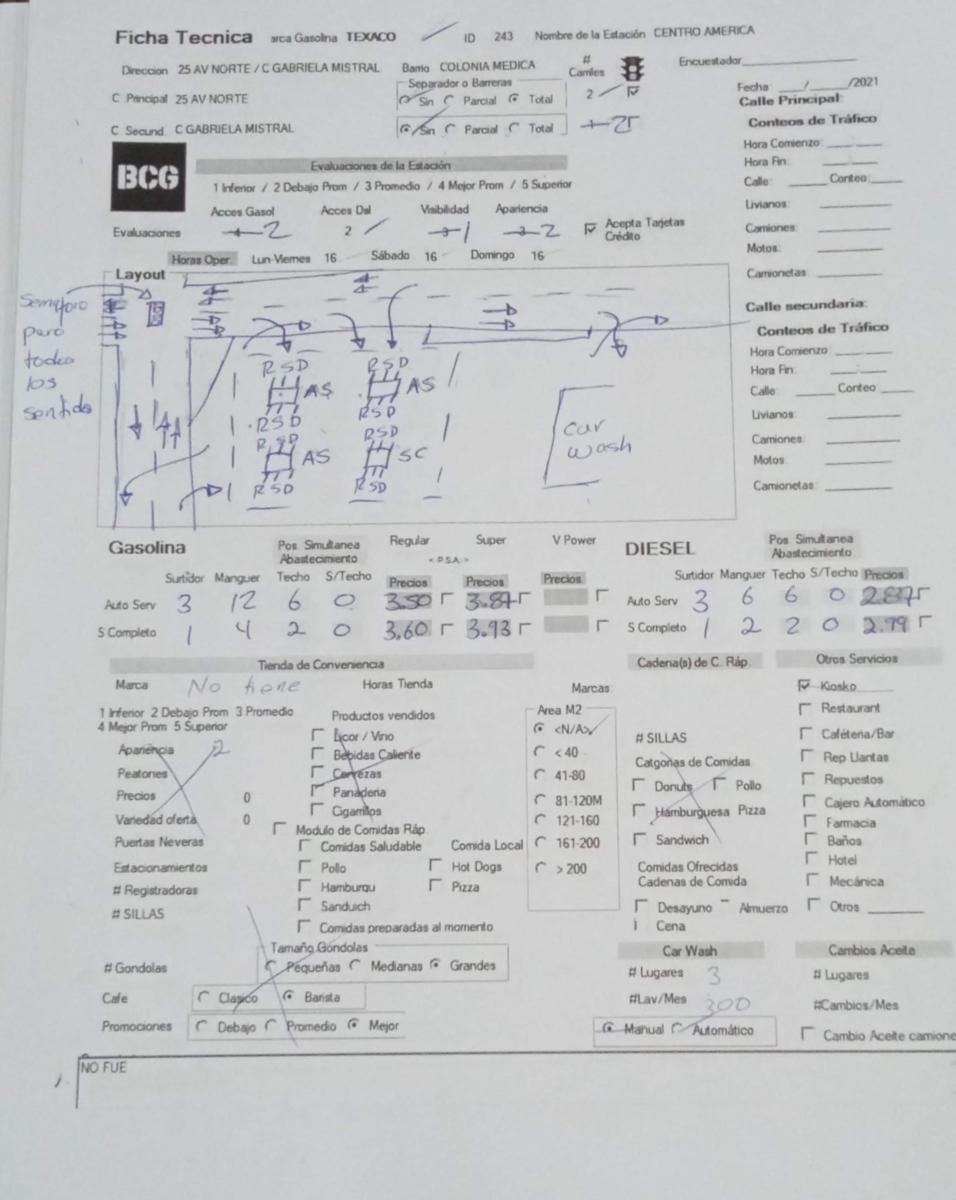 Ficha Tecnica arca Gasolina TEXACO ID 243 Nombre de la Estación CENTRO AMERICA
Direccion 25 AV NORTE / C GABRIELA MISTRAL Barrio COLONIA MEDICA # Carriles Encuestador
Separador o Barreras
C Principal 25 AV NORTE Sin Parcial Total 2 Fecha / /2021
C Secund. C GABRIELA MISTRAL Sin Parcial Total 2
Calle Principal:
Conteos de Tráfico
Hora Comienzo:
Hora Fin:
Calle: Conteo:
Livianos:
Camiones:
Motos:
Camionetas
BCG
Evaluaciones de la Estación
1 Inferior / 2 Debajo Prom / 3 Promedio / 4 Mejor Prom / 5 Superior
Acces Gasol Acces Dsl Visibilidad Apariencia
Evaluaciones 2 2 1 2 Acepta Tarjetas Crédito
Horas Oper. Lun-Viernes 16 Sábado 16 Domingo 16
Layout
Semaforo
para
todos
los
sentido
RSD RSD
AS AS
RSD RSD
RSD RSD
AS SC
RSD RSD
car
wash
Calle secundaria:
Conteos de Tráfico
Hora Comienzo
Hora Fin:
Calle: Conteo
Livianos:
Camiones:
Motos:
Camionetas:
Gasolina Pos. Simultanea Abastecimiento Regular < P.S.A. > Super V Power
Surtidor Manguer Techo S/Techo Precios Precios Precios
Auto Serv 3 12 6 0 3.50 3.87
S Completo 1 4 2 0 3.60 3.93
DIESEL Pos. Simultanea Abastecimiento
Surtidor Manguer Techo S/Techo Precios
Auto Serv 3 6 6 0 2.87
S Completo 1 2 2 0 2.99
Tienda de Conveniencia
Marca No tiene Horas Tienda
1 Inferior 2 Debajo Prom 3 Promedio
4 Mejor Prom 5 Superior
Apariencia 2
Peatones
Precios 0
Variedad oferta 0
Puertas Neveras
Estacionamientos
# Registradoras
# SILLAS
Productos vendidos
Licor / Vino
Bebidas Caliente
Cervezas
Panaderia
Cigarrillos
Modulo de Comidas Ráp.
Comidas Saludable Comida Local
Pollo Hot Dogs
Hamburqu Pizza
Sanduich
Comidas preparadas al momento
Marcas:
Area M2
<N/A>
< 40
41-80
81-120M
121-160
161-200
> 200
# Gondolas
Tamaño Gondolas
Pequeñas Medianas Grandes
Cafe Clasico Barista
Promociones Debajo Promedio Mejor
Cadena(s) de C. Ráp.
# SILLAS
Catgorias de Comidas
Donuts Pollo
Hamburguesa Pizza
Sandwich
Comidas Ofrecidas
Cadenas de Comida
Desayuno Almuerzo
Cena
Car Wash
# Lugares 3
#Lav/Mes 300
Manual Automático
Otros Servicios
Kiosko
Restaurant
Caféteria/Bar
Rep Llantas
Repuestos
Cajero Automático
Farmacia
Baños
Hotel
Mecánica
Otros
Cambios Aceite
# Lugares
#Cambios/Mes
Cambio Aceite camione
NO FUE